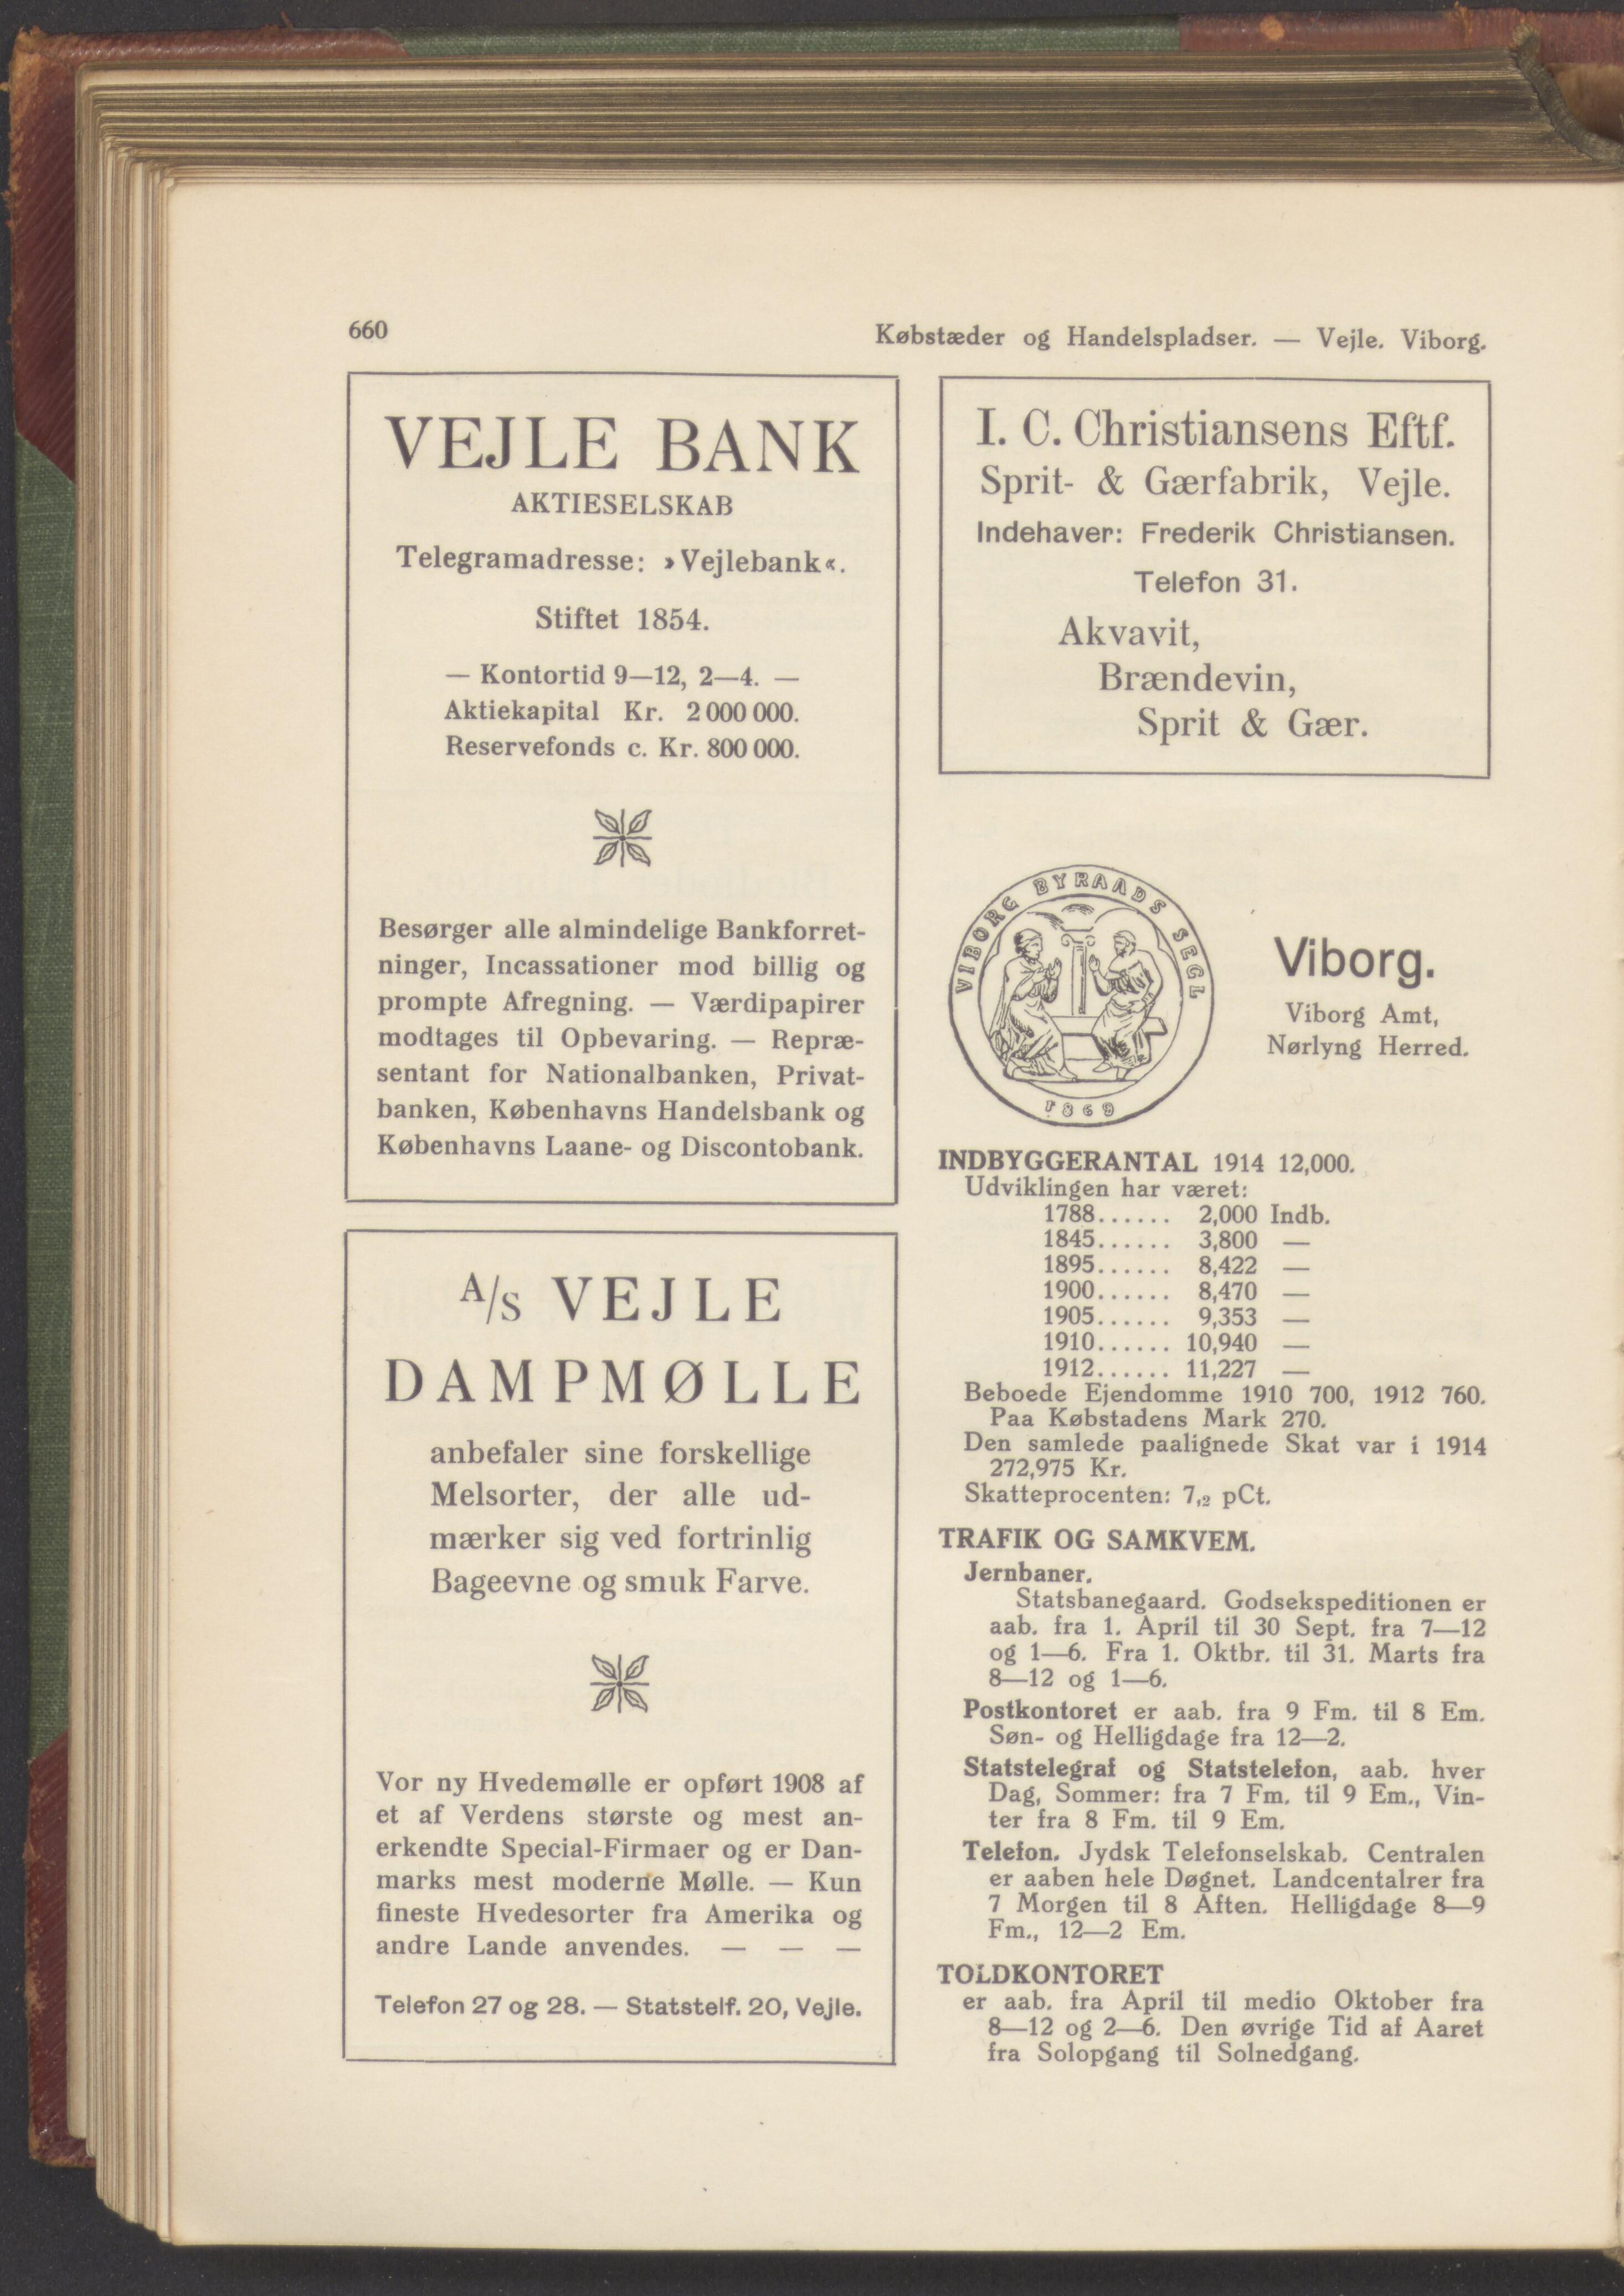 660
Købstæder og Handelspladser. — Vejle. Viborg.
VEJLE BANK
AKTIESELSKAB
Telegramadresse: »Vejlebank«.
Stiftet 1854.
— Kontortid 9—12, 2—4. —
Aktiekapital Kr. 2 000 000.
Reservefonds c. Kr. 800 000.
Besørger alle almindelige Bankforret-
ninger, Incassationer mod billig og
prompte Afregning. — Værdipapirer
modtages til Opbevaring. — Repræ-
sentant for Nationalbanken, Privat-
banken, Københavns Handelsbank og
Københavns Laane- og Discontobank.
A/s VEJLE
DAMPMØLLE
anbefaler sine forskellige
Melsorter, der alle ud-
mærker sig ved fortrinlig
Bageevne og smuk Farve.
Vor ny Hvedemølle er opført 1908 af
et af Verdens største og mest an-
erkendte Special-Firmaer og er Dan-
marks mest moderne Mølle. — Kun
fineste Hvedesorter fra Amerika og
andre Lande anvendes. — — —
Telefon 27 og 28. — Statstelf. 20, Vejle.
I. C. Christiansens Eftf.
Sprit- & Gærfabrik, Vejle.
Indehaver: Frederik Christiansen.
Telefon 31.
Akvavit,
Brændevin,
Sprit & Gær.
VIBORG BYRAADS SEGL
1869
Viborg.
Viborg Amt,
Nørlyng Herred.
INDBYGGERANTAL 1914 12,000.
Udviklingen har været:
1788...... 2,000 Indb.
1845...... 3,800 —
1895...... 8,422 —
1900...... 8,470 —
1905...... 9,353 —
1910...... 10,940 —
1912...... 11,227 —
Beboede Ejendomme 1910 700, 1912 760.
Paa Købstadens Mark 270.
Den samlede paalignede Skat var i 1914
272,975 Kr.
Skatteprocenten: 7,2 pCt.
TRAFIK OG SAMKVEM.
Jernbaner.
Statsbanegaard. Godsekspeditionen er
aab. fra 1. April til 30 Sept. fra 7—12
og 1—6. Fra 1. Oktbr. til 31. Marts fra
8—12 og 1—6.
Postkontoret er aab. fra 9 Fm. til 8 Em.
Søn- og Helligdage fra 12—2.
Statstelegraf og Statstelefon, aab. hver
Dag, Sommer: fra 7 Fm. til 9 Em., Vin-
ter fra 8 Fm. til 9 Em.
Telefon. Jydsk Telefonselskab. Centralen
er aaben hele Døgnet. Landcentalrer fra
7 Morgen til 8 Aften. Helligdage 8—9
Fm., 12—2 Em.
TOLDKONTORET
er aab. fra April til medio Oktober fra
8—12 og 2—6. Den øvrige Tid af Aaret
fra Solopgang til Solnedgang.